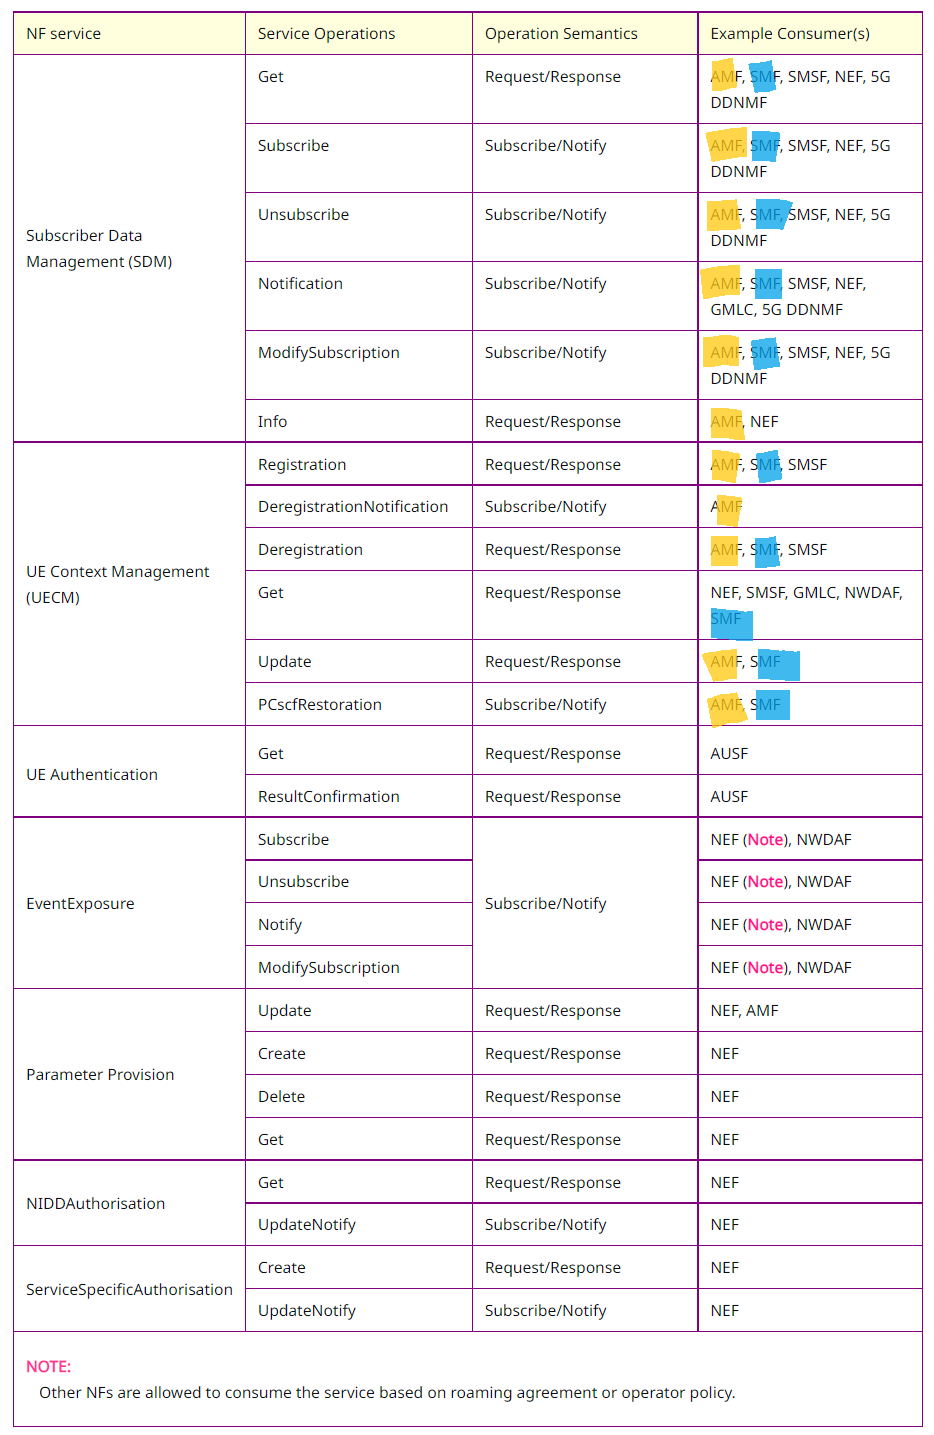 NF service Service Operations Operation Semantics Example Consumer(s)
Subscriber Data
Management (SDM)
Get Request/Response AMF, SMF, SMSF, NEF, 5G
DDNMF
Subscribe Subscribe/Notify AMF, SMF, SMSF, NEF, 5G
DDNMF
Unsubscribe Subscribe/Notify AMF, SMF, SMSF, NEF, 5G
DDNMF
Notification Subscribe/Notify AMF, SMF, SMSF, NEF,
GMLC, 5G DDNMF
ModifySubscription Subscribe/Notify AMF, SMF, SMSF, NEF, 5G
DDNMF
Info Request/Response AMF, NEF
UE Context Management
(UECM)
Registration Request/Response AMF, SMF, SMSF
DeregistrationNotification Subscribe/Notify AMF
Deregistration Request/Response AMF, SMF, SMSF
Get Request/Response NEF, SMSF, GMLC, NWDAF,
SMF
Update Request/Response AMF, SMF
PCscfRestoration Subscribe/Notify AMF, SMF
UE Authentication
Get Request/Response AUSF
ResultConfirmation Request/Response AUSF
EventExposure
Subscribe Subscribe/Notify NEF (Note), NWDAF
Unsubscribe NEF (Note), NWDAF
Notify NEF (Note), NWDAF
ModifySubscription NEF (Note), NWDAF
Parameter Provision
Update Request/Response NEF, AMF
Create Request/Response NEF
Delete Request/Response NEF
Get Request/Response NEF
NIDDAuthorisation
Get Request/Response NEF
UpdateNotify Subscribe/Notify NEF
ServiceSpecificAuthorisation
Create Request/Response NEF
UpdateNotify Subscribe/Notify NEF
NOTE:
Other NFs are allowed to consume the service based on roaming agreement or operator policy.